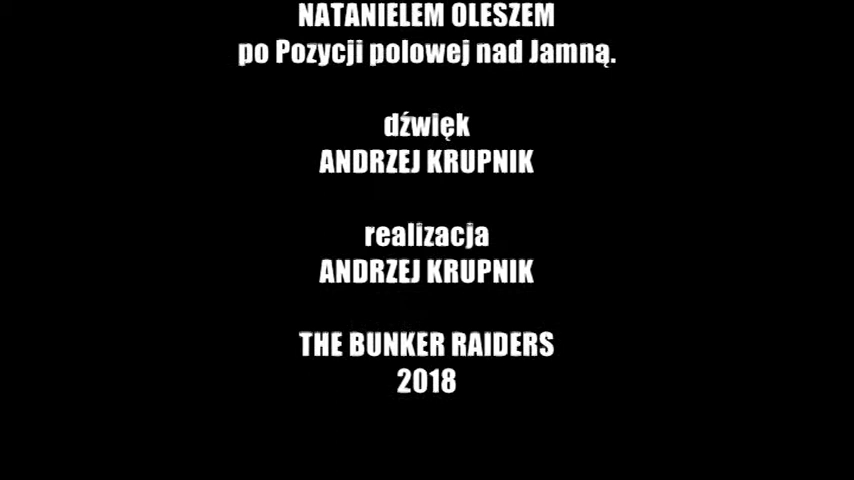 NATANIELEM OLESZEM
po Pozycji polowej nad Jamną.
dźwięk
ANDRZEJ KRUPNIK
realizacja
ANDRZEJ KRUPNIK
THE BUNKER RAIDERS
2018